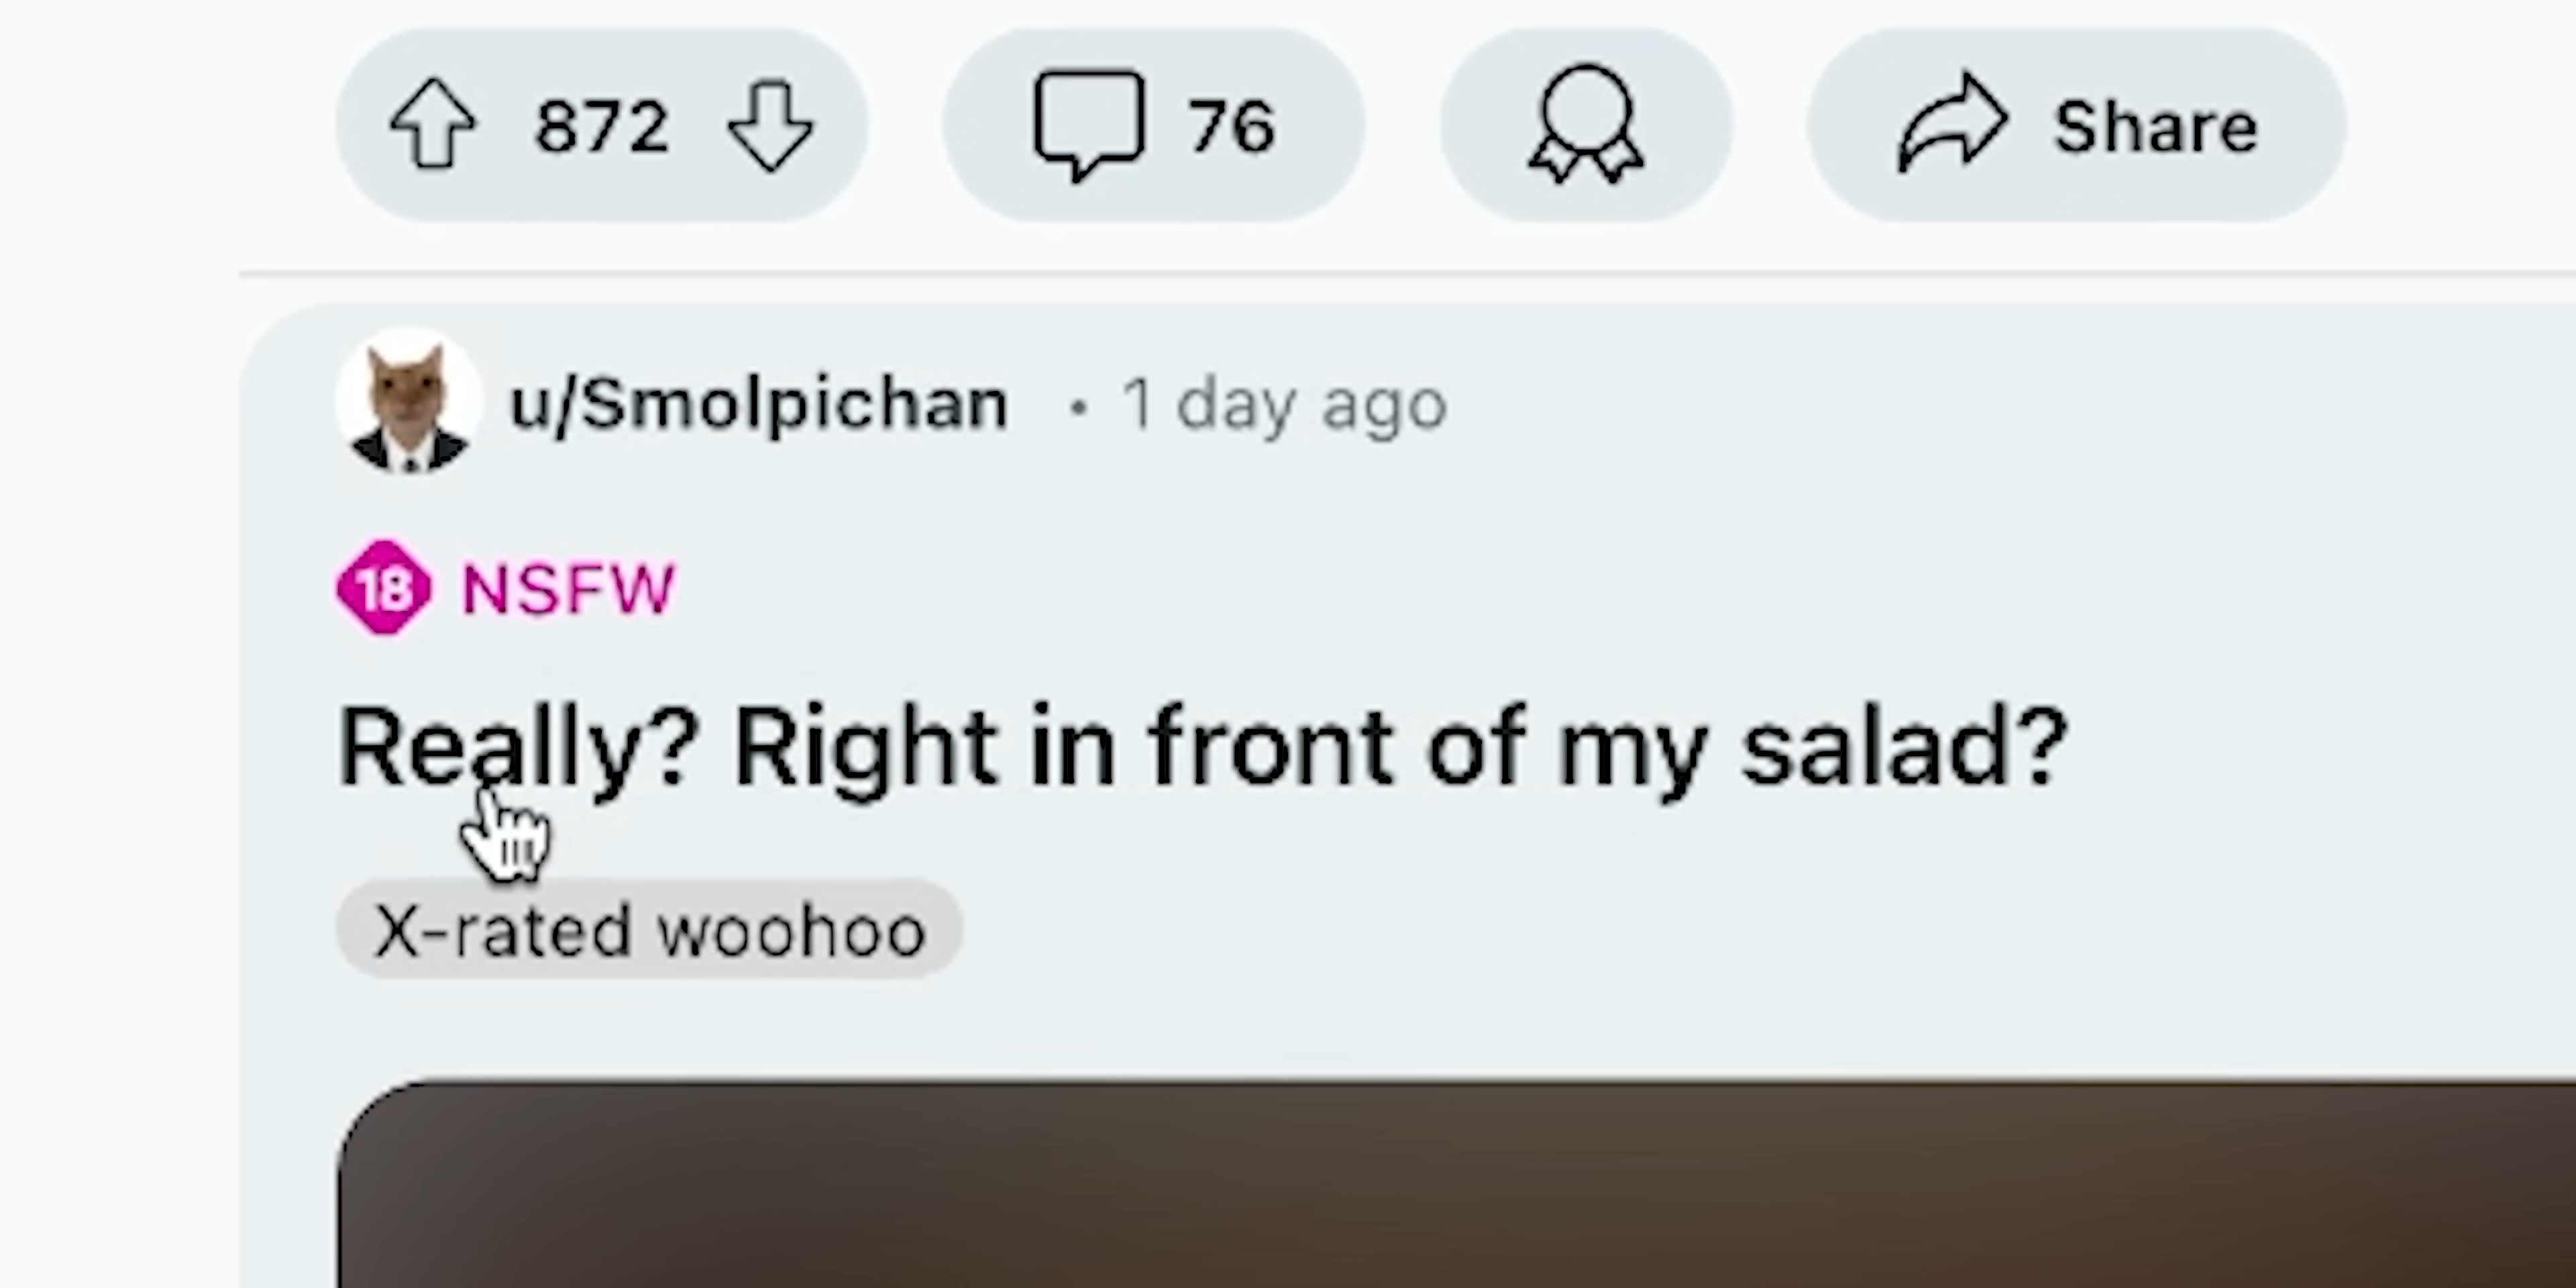 872 76 Share
u/Smolpichan • 1 day ago
18 NSFW
Really? Right in front of my salad?
X-rated woohoo